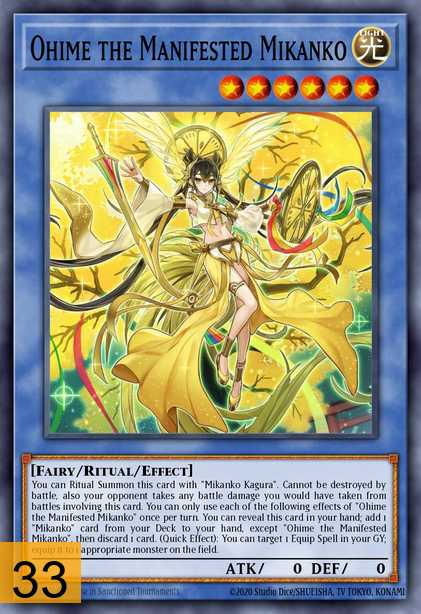 OHIME THE MANIFESTED MIKANKO
LIGHT
光
[FAIRY/RITUAL/EFFECT]
You can Ritual Summon this card with "Mikanko Kagura". Cannot be destroyed by
battle, also your opponent takes any battle damage you would have taken from
battles involving this card. You can only use each of the following effects of "Ohime
the Manifested Mikanko" once per turn. You can reveal this card in your hand; add 1
"Mikanko" card from your Deck to your hand, except "Ohime the Manifested
Mikanko", then discard 1 card. (Quick Effect): You can target 1 Equip Spell in your GY;
equip it to 1 appropriate monster on the field.
ATK/ 0 DEF/ 0
33
Use in Sanctioned Tournaments
©2020 Studio Dice/SHUEISHA, TV TOKYO, KONAMI